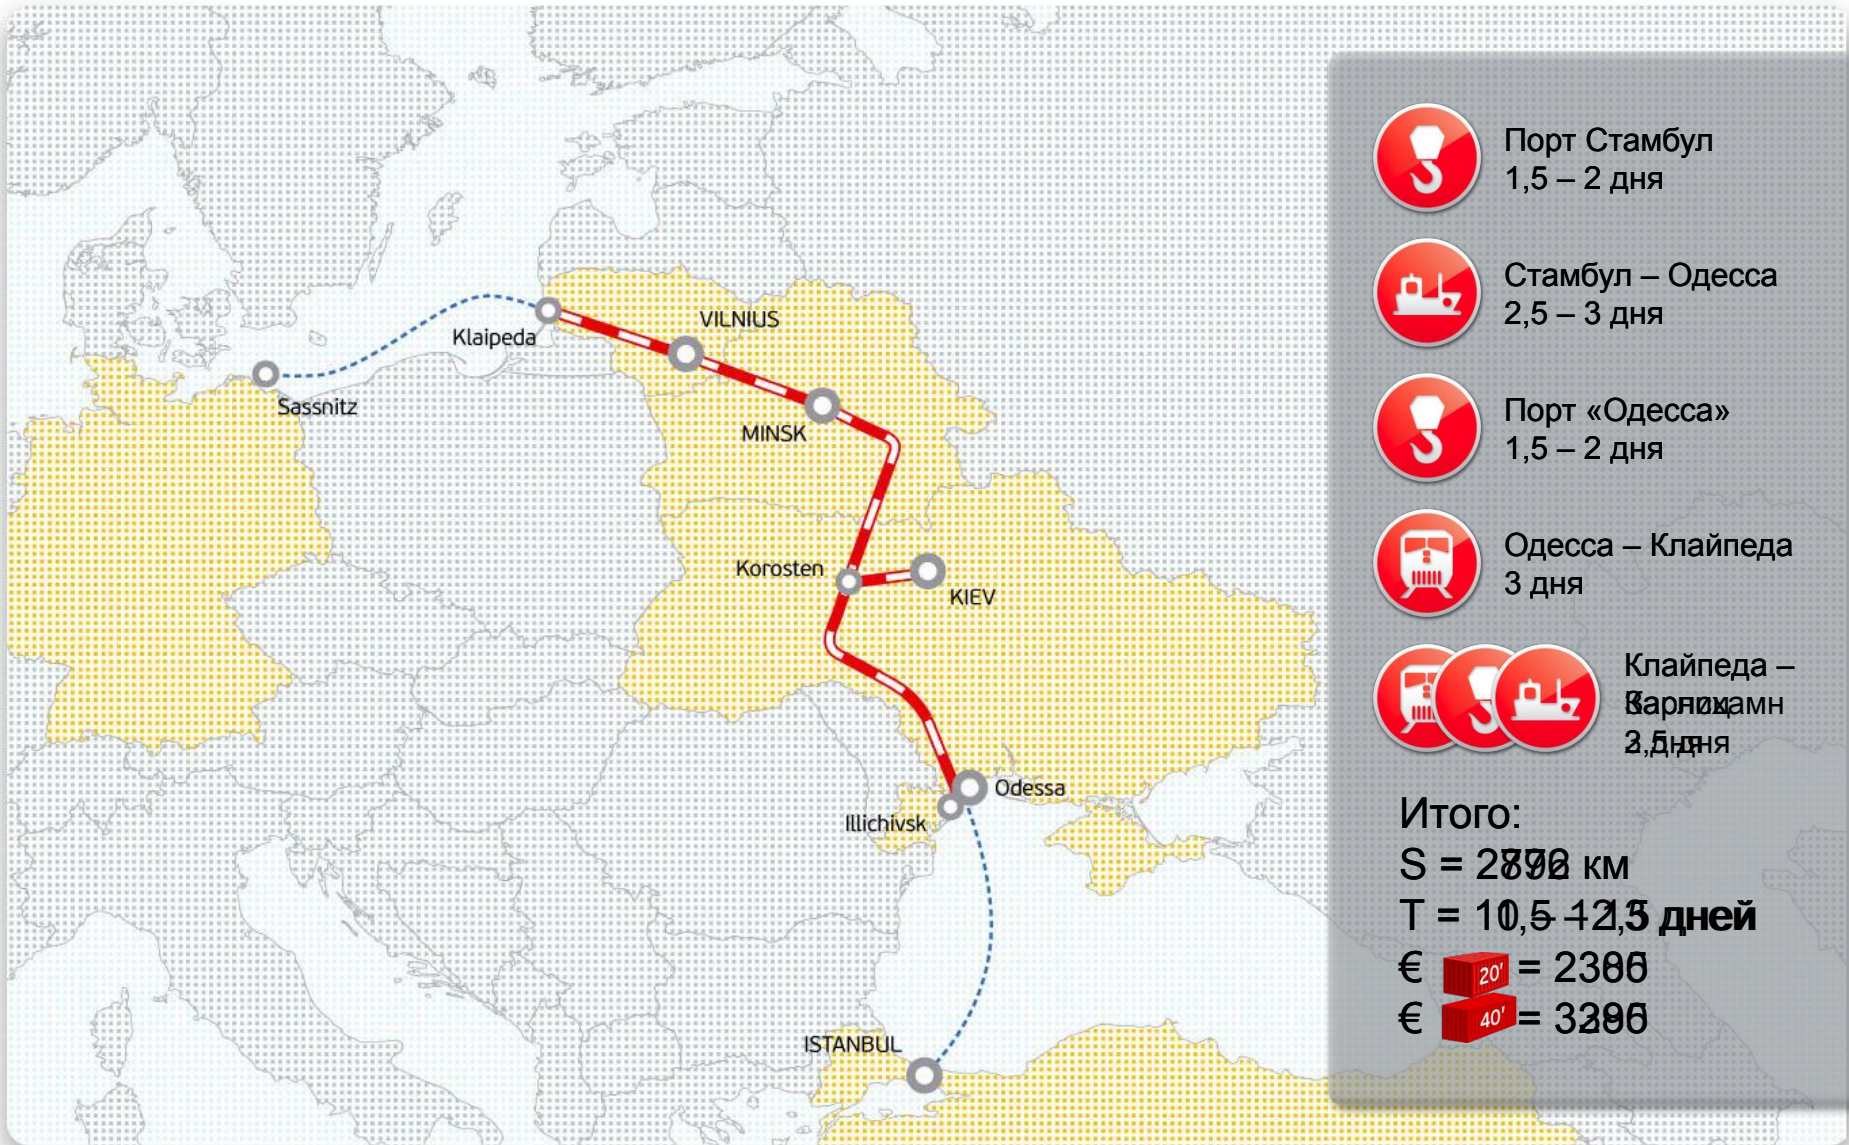 Klaipeda
VILNIUS
Sassnitz
MINSK
Korosten
KIEV
Odessa
Illichivsk
ISTANBUL
Порт Стамбул
1,5 – 2 дня
Стамбул – Одесса
2,5 – 3 дня
Порт «Одесса»
1,5 – 2 дня
Одесса – Клайпеда
3 дня
Клайпеда –
Итого:
S = км
T = дней
€ 20' =
€ 40' =